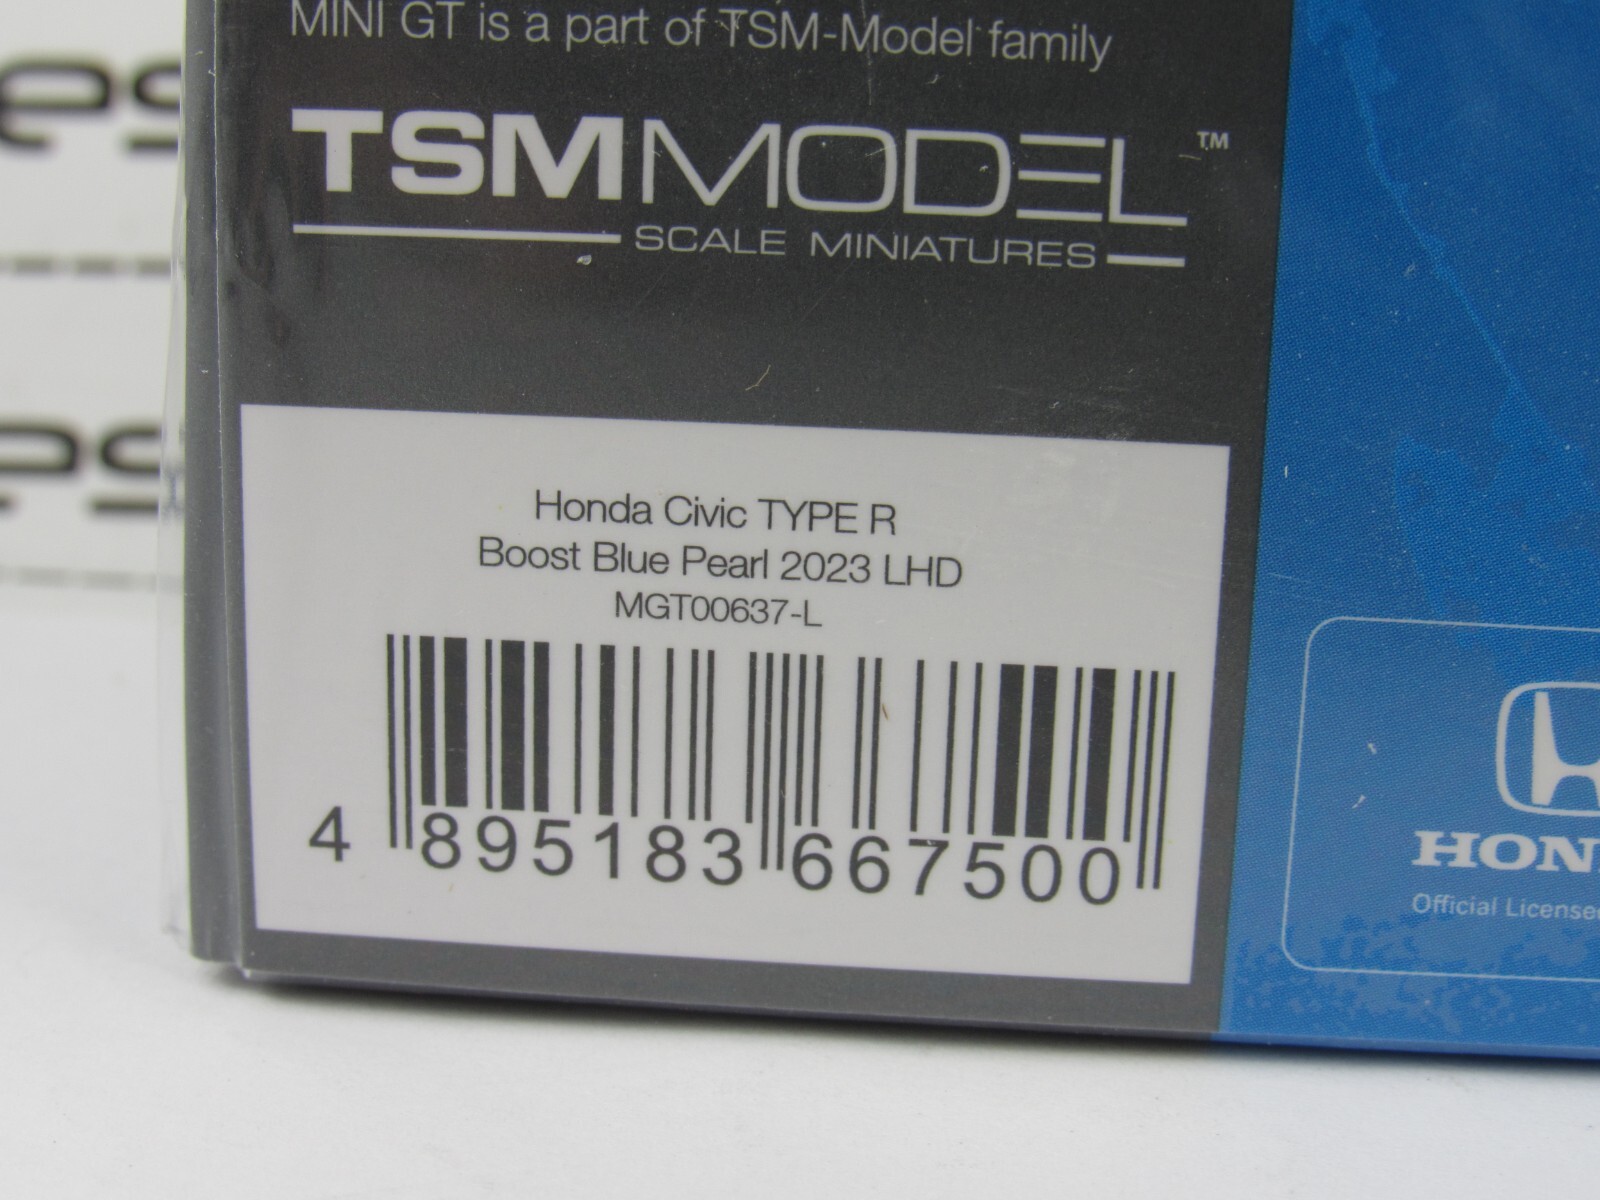 MINI GT is a part of TSM-Model family
TSMMODEL™
SCALE MINIATURES
Honda Civic TYPE R
Boost Blue Pearl 2023 LHD
MGT00637-L
4 895183 667500
HON
Official License